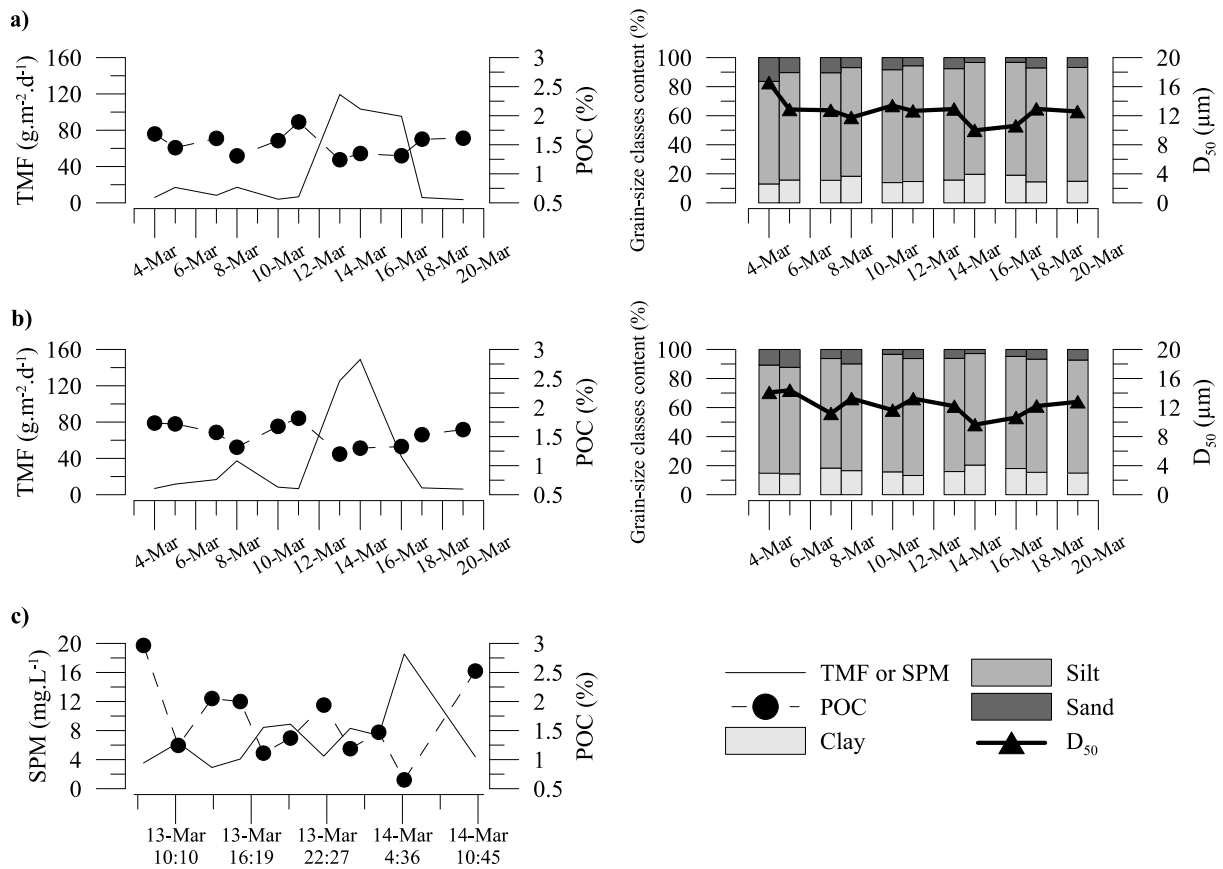 a)
TMF (g.m⁻².d⁻¹)
160
120
80
40
0
3
2.5
2
1.5
1
0.5
POC (%)
4-Mar
6-Mar
8-Mar
10-Mar
12-Mar
14-Mar
16-Mar
18-Mar
20-Mar
Grain-size classes content (%)
100
80
60
40
20
0
20
16
12
8
4
0
D₅₀ (μm)
4-Mar
6-Mar
8-Mar
10-Mar
12-Mar
14-Mar
16-Mar
18-Mar
20-Mar
b)
TMF (g.m⁻².d⁻¹)
160
120
80
40
0
3
2.5
2
1.5
1
0.5
POC (%)
4-Mar
6-Mar
8-Mar
10-Mar
12-Mar
14-Mar
16-Mar
18-Mar
20-Mar
Grain-size classes content (%)
100
80
60
40
20
0
20
16
12
8
4
0
D₅₀ (μm)
4-Mar
6-Mar
8-Mar
10-Mar
12-Mar
14-Mar
16-Mar
18-Mar
20-Mar
c)
SPM (mg.L⁻¹)
20
16
12
8
4
0
3
2.5
2
1.5
1
0.5
POC (%)
13-Mar
10:10
13-Mar
16:19
13-Mar
22:27
14-Mar
4:36
14-Mar
10:45
TMF or SPM
POC
Clay
Silt
Sand
D₅₀